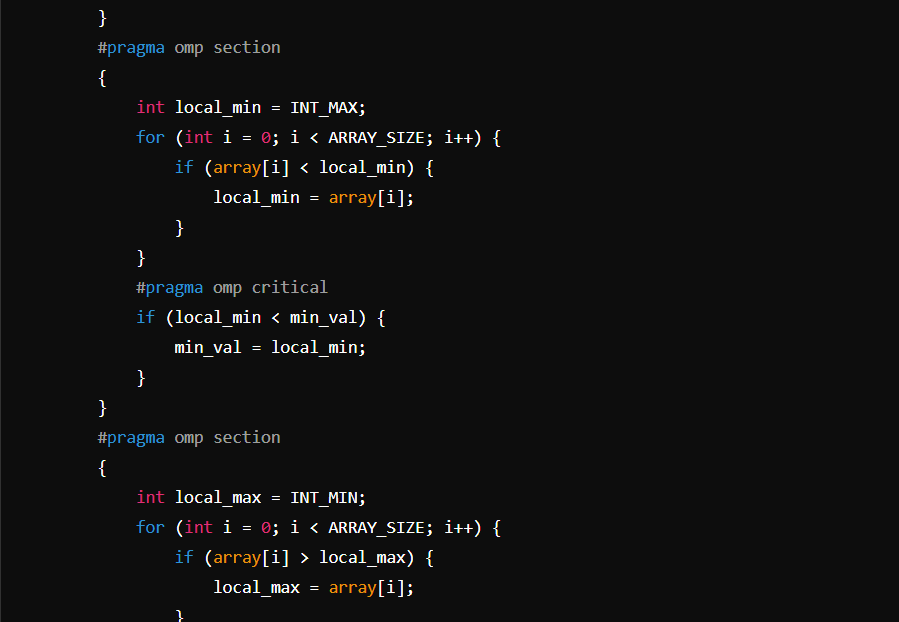 }
#pragma omp section
{
int local_min = INT_MAX;
for (int i = 0; i < ARRAY_SIZE; i++) {
if (array[i] < local_min) {
local_min = array[i];
}
}
#pragma omp critical
if (local_min < min_val) {
min_val = local_min;
}
}
#pragma omp section
{
int local_max = INT_MIN;
for (int i = 0; i < ARRAY_SIZE; i++) {
if (array[i] > local_max) {
local_max = array[i];
}